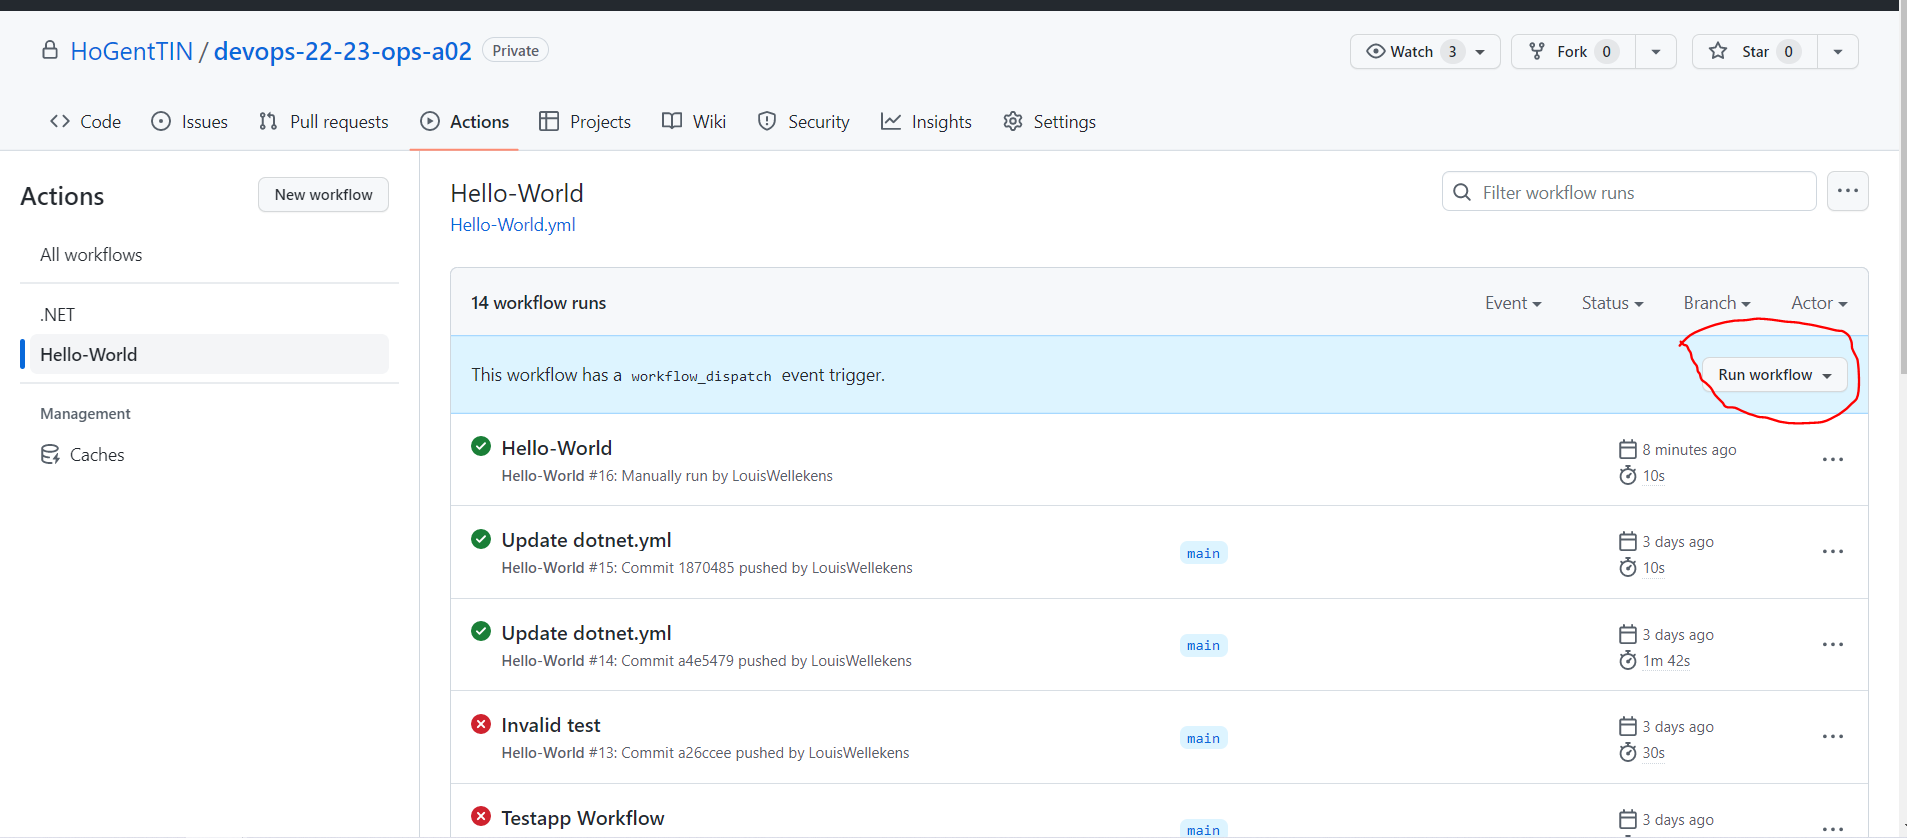 HoGentTIN / devops-22-23-ops-a02 Private
Watch 3 Fork 0 Star 0
Code Issues Pull requests Actions Projects Wiki Security Insights Settings
Actions
New workflow
All workflows
.NET
Hello-World
Management
Caches
Hello-World
Hello-World.yml
Filter workflow runs
14 workflow runs
Event Status Branch Actor
This workflow has a workflow_dispatch event trigger.
Run workflow
Hello-World
Hello-World #16: Manually run by LouisWellekens
8 minutes ago
10s
Update dotnet.yml
Hello-World #15: Commit 1870485 pushed by LouisWellekens
main
3 days ago
10s
Update dotnet.yml
Hello-World #14: Commit a4e5479 pushed by LouisWellekens
main
3 days ago
1m 42s
Invalid test
Hello-World #13: Commit a26ccee pushed by LouisWellekens
main
3 days ago
30s
Testapp Workflow
main
3 days ago